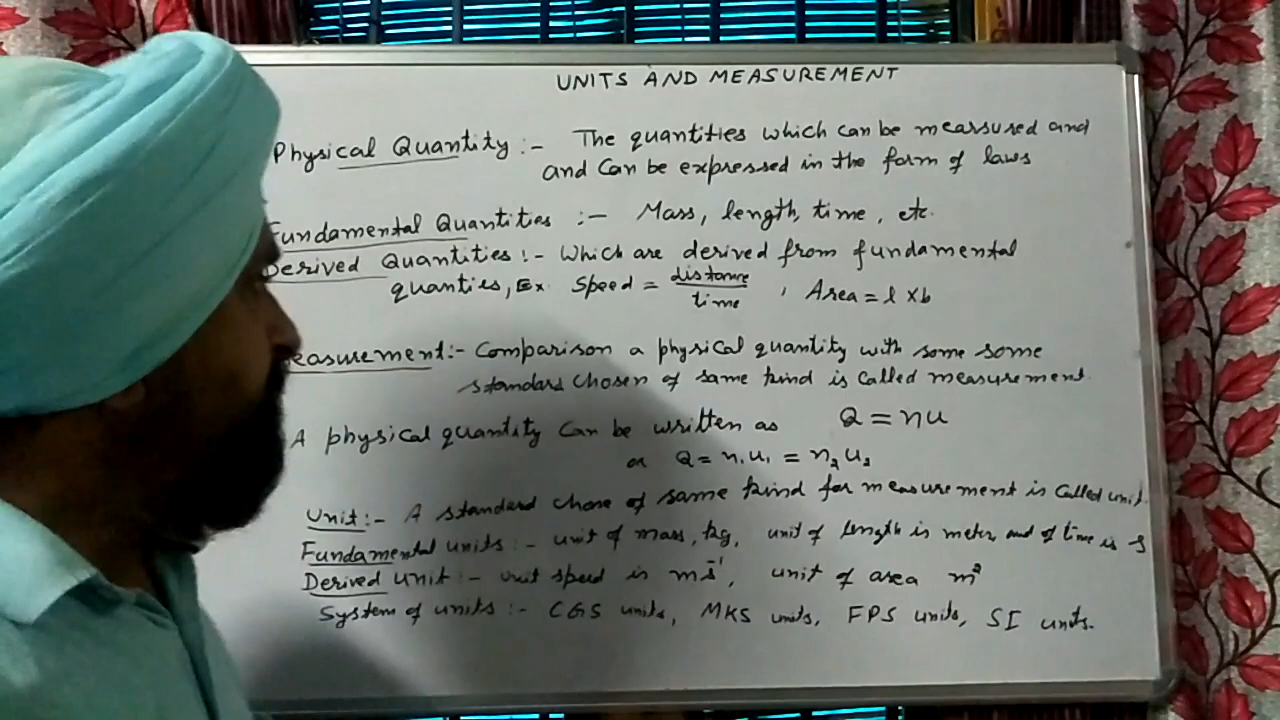 UNITS AND MEASUREMENT
Physical Quantity :- The quantities which can be mearsured and
and Can be expressed in the form of laws
Fundamental Quantities :- Mass, length, time, etc.
Derived Quantities :- Which are derived from fundamental
quanties, Ex. Speed = distance / time , Area = l × b
easurement:- Comparison a physical quantity with some some
standard chosen of same kind is called measurement.
A physical quantity can be written as Q = nu
or Q = n₁u₁ = n₂u₂
Unit:- A standard chose of same kind for measurement is called unit.
Fundamental units :- unit of mass, kg, unit of length is meter and of time is s
Derived unit :- unit speed is ms⁻¹, unit of area m²
System of units :- CGS units, MKS units, FPS units, SI units.